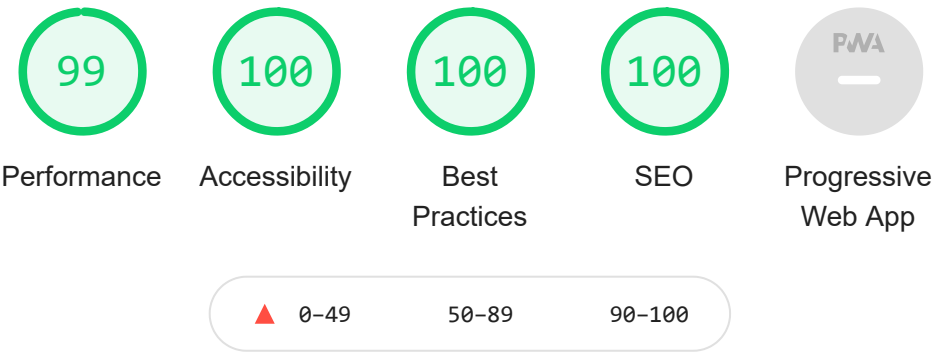 99
100
100
100
PWA
Performance
Accessibility
Best
Practices
SEO
Progressive
Web App
0–49
50–89
90–100